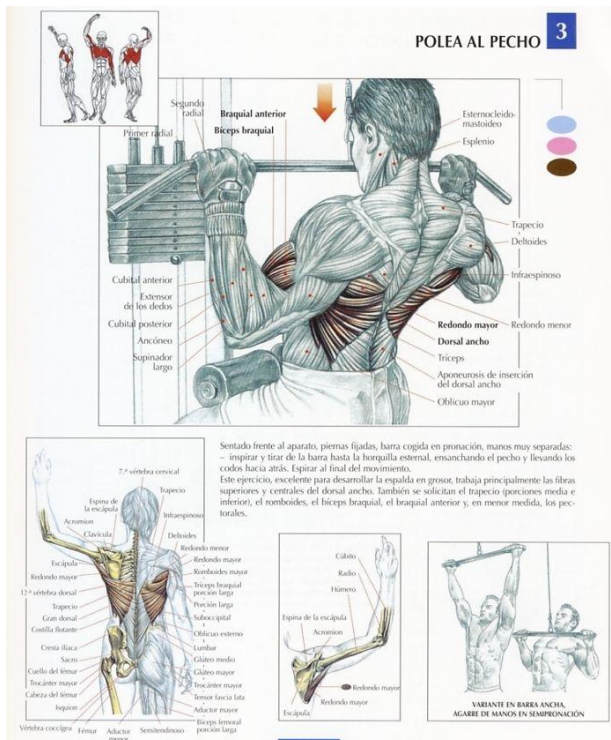 POLEA AL PECHO 3
Segundo
radial
Braquial anterior
Bíceps braquial
Primer radial
Esternocleido-
mastoideo
Esplenio
Trapecio
Deltoides
Infraespinoso
Cubital anterior
Extensor
de los dedos
Cubital posterior
Ancóneo
Supinador
largo
Redondo mayor
Redondo menor
Dorsal ancho
Tríceps
Aponeurosis de inserción
del dorsal ancho
Oblicuo mayor
Sentado frente al aparato, piernas fijadas, barra cogida en pronación, manos muy separadas:
– inspirar y tirar de la barra hasta la horquilla esternal, ensanchando el pecho y llevando los
codos hacia atrás. Espirar al final del movimiento.
Este ejercicio, excelente para desarrollar la espalda en grosor, trabaja principalmente las fibras
superiores y centrales del dorsal ancho. También se solicitan el trapecio (porciones media e
inferior), el romboides, el bíceps braquial, el braquial anterior y, en menor medida, los pec-
torales.
7.ª vértebra cervical
Trapecio
Espina de
la escápula
Infraespinoso
Acromion
Clavícula
Deltoides
Redondo menor
Escápula
Redondo mayor
Redondo mayor
Romboides mayor
12.ª vértebra dorsal
Tríceps braquial
porción larga
Trapecio
Porción larga
Gran dorsal
Suboccipital
Costilla flotante
Oblicuo externo
Cresta ilíaca
Lumbar
Sacro
Glúteo medio
Cuello del fémur
Glúteo mayor
Trocánter mayor
Trocánter mayor
Cabeza del fémur
Tensor fascia lata
Isquion
Aductor mayor
Bíceps femoral
porción larga
Vértebra coccígea
Fémur
Aductor
menor
Semitendinoso
Cúbito
Radio
Húmero
Espina de la escápula
Acromion
Redondo mayor
Redondo mayor
Escápula
VARIANTE EN BARRA ANCHA,
AGARRE DE MANOS EN SEMIPRONACIÓN